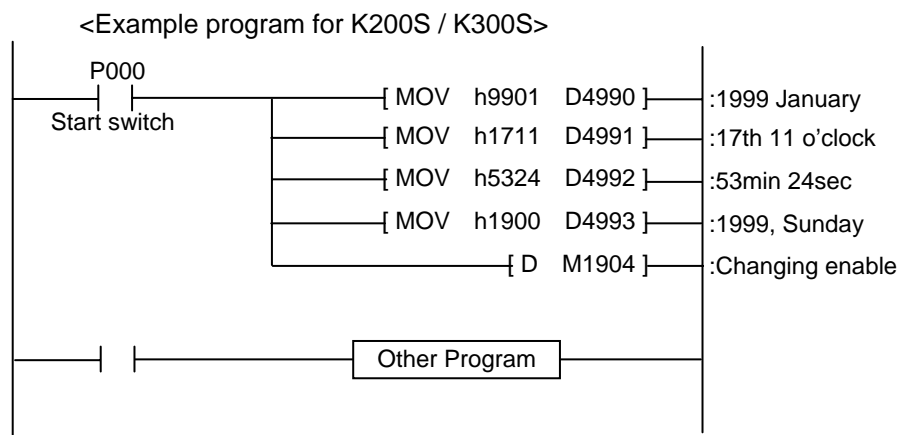 <Example program for K200S / K300S>
P000
Start switch
[ MOV h9901 D4990 ] :1999 January
[ MOV h1711 D4991 ] :17th 11 o’clock
[ MOV h5324 D4992 ] :53min 24sec
[ MOV h1900 D4993 ] :1999, Sunday
[ D M1904 ] :Changing enable
Other Program